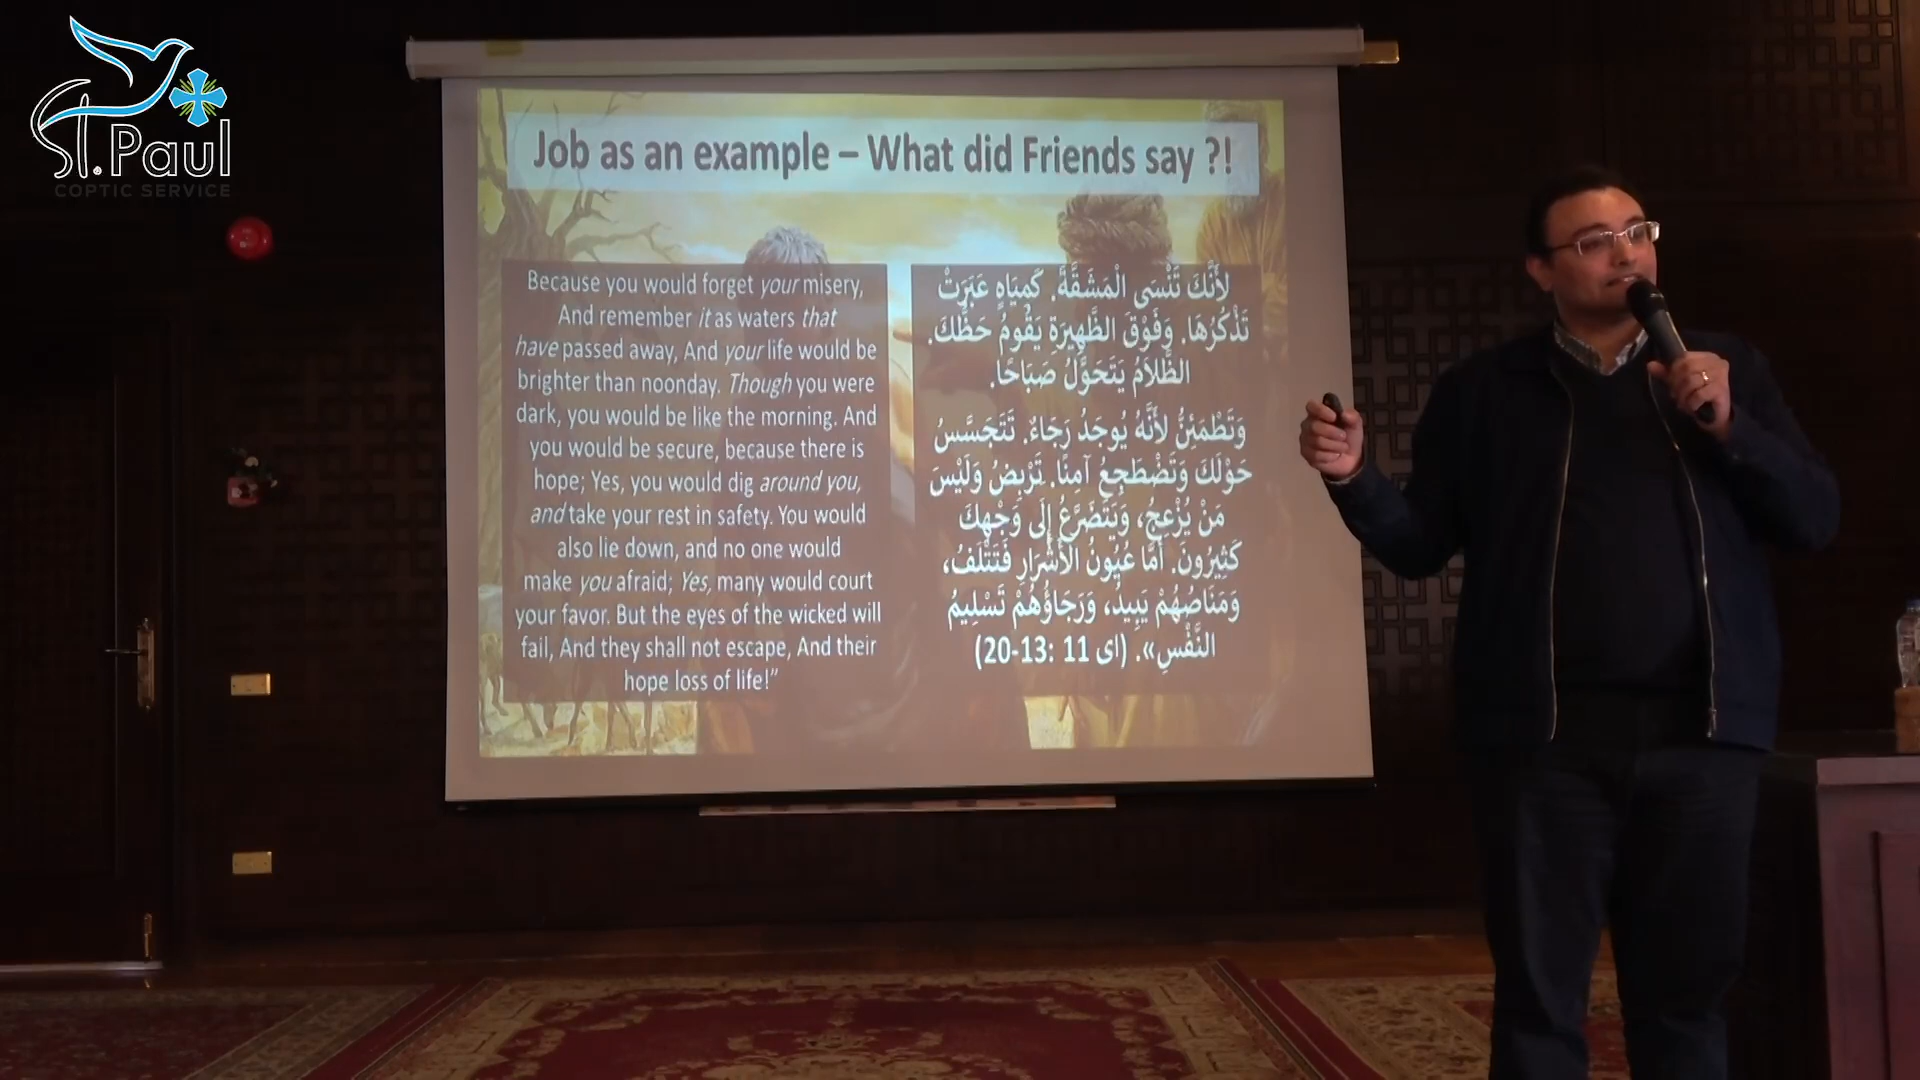 St.Paul
COPTIC SERVICE
Job as an example – What did Friends say ?!
Because you would forget your misery,
And remember it as waters that
have passed away, And your life would be
brighter than noonday. Though you were
dark, you would be like the morning. And
you would be secure, because there is
hope; Yes, you would dig around you,
and take your rest in safety. You would
also lie down, and no one would
make you afraid; Yes, many would court
your favor. But the eyes of the wicked will
fail, And they shall not escape, And their
hope loss of life!”
لأَنَّكَ تَنْسَى الْمَشَقَّةَ. كَمِيَاهٍ عَبَرَتْ
تَذْكُرُهَا. وَفَوْقَ الظَّهِيرَةِ يَقُومُ حَظُّكَ.
الظَّلاَمُ يَتَحَوَّلُ صَبَاحًا.
وَتَطْمَئِنُّ لأَنَّهُ يُوجَدُ رَجَاءٌ. تَتَجَسَّسُ
حَوْلَكَ وَتَضْطَجِعُ آمِنًا. تَرْبِضُ وَلَيْسَ
مَنْ يُزْعِجُ، وَيَتَضَرَّعُ إِلَى وَجْهِكَ
كَثِيرُونَ. أَمَّا عُيُونُ الأَشْرَارِ فَتَتْلَفُ،
وَمَنَاصُهُمْ يَبِيدُ، وَرَجَاؤُهُمْ تَسْلِيمُ
النَّفْسِ». (اى 11 :13-20)